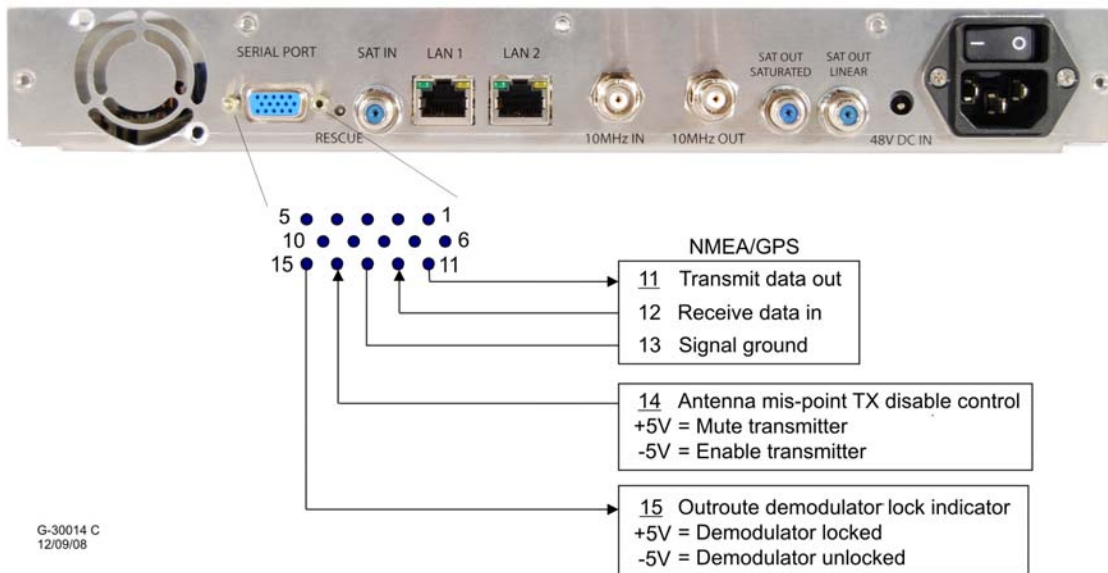 SERIAL PORT
SAT IN
LAN 1
LAN 2
SAT OUT
SATURATED
SAT OUT
LINEAR
RESCUE
10MHz IN
10MHz OUT
48V DC IN
— O
5 1
10 6
15 11
NMEA/GPS
11 Transmit data out
12 Receive data in
13 Signal ground
14 Antenna mis-point TX disable control
+5V = Mute transmitter
-5V = Enable transmitter
15 Outroute demodulator lock indicator
+5V = Demodulator locked
-5V = Demodulator unlocked
G-30014 C
12/09/08